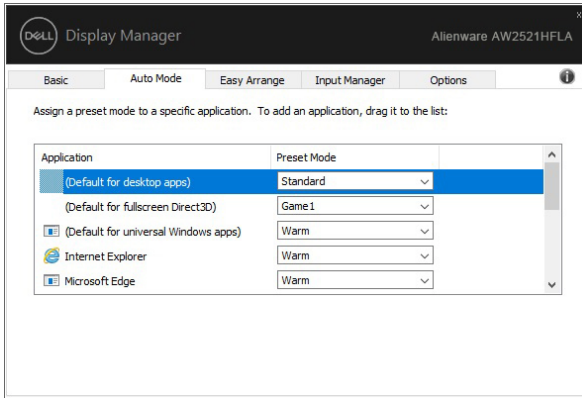 DELL Display Manager Alienware AW2521HFLA
Basic Auto Mode Easy Arrange Input Manager Options
Assign a preset mode to a specific application. To add an application, drag it to the list:
Application Preset Mode
(Default for desktop apps) Standard
(Default for fullscreen Direct3D) Game1
(Default for universal Windows apps) Warm
Internet Explorer Warm
Microsoft Edge Warm